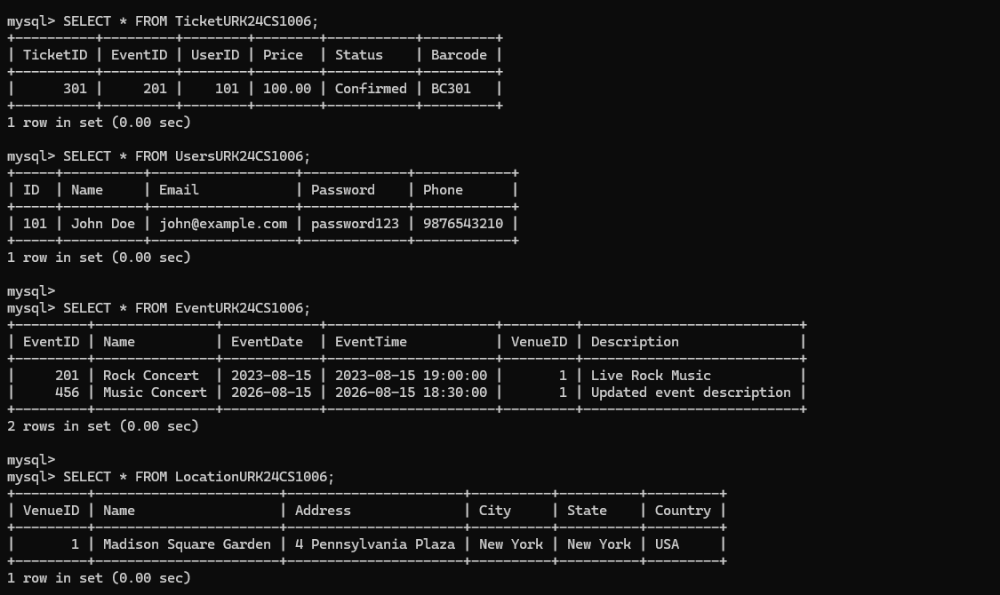 mysql> SELECT * FROM TicketURK24CS1006;
+----------+---------+--------+--------+-----------+---------+
| TicketID | EventID | UserID | Price  | Status    | Barcode |
+----------+---------+--------+--------+-----------+---------+
|      301 |     201 |    101 | 100.00 | Confirmed | BC301   |
+----------+---------+--------+--------+-----------+---------+
1 row in set (0.00 sec)

mysql> SELECT * FROM UsersURK24CS1006;
+-----+----------+------------------+-------------+------------+
| ID  | Name     | Email            | Password    | Phone      |
+-----+----------+------------------+-------------+------------+
| 101 | John Doe | john@example.com | password123 | 9876543210 |
+-----+----------+------------------+-------------+------------+
1 row in set (0.00 sec)

mysql>
mysql> SELECT * FROM EventURK24CS1006;
+---------+---------------+------------+---------------------+---------+---------------------------+
| EventID | Name          | EventDate  | EventTime           | VenueID | Description               |
+---------+---------------+------------+---------------------+---------+---------------------------+
|     201 | Rock Concert  | 2023-08-15 | 2023-08-15 19:00:00 |       1 | Live Rock Music           |
|     456 | Music Concert | 2026-08-15 | 2026-08-15 18:30:00 |       1 | Updated event description |
+---------+---------------+------------+---------------------+---------+---------------------------+
2 rows in set (0.00 sec)

mysql>
mysql> SELECT * FROM LocationURK24CS1006;
+---------+-----------------------+----------------------+----------+----------+---------+
| VenueID | Name                  | Address              | City     | State    | Country |
+---------+-----------------------+----------------------+----------+----------+---------+
|       1 | Madison Square Garden | 4 Pennsylvania Plaza | New York | New York | USA     |
+---------+-----------------------+----------------------+----------+----------+---------+
1 row in set (0.00 sec)